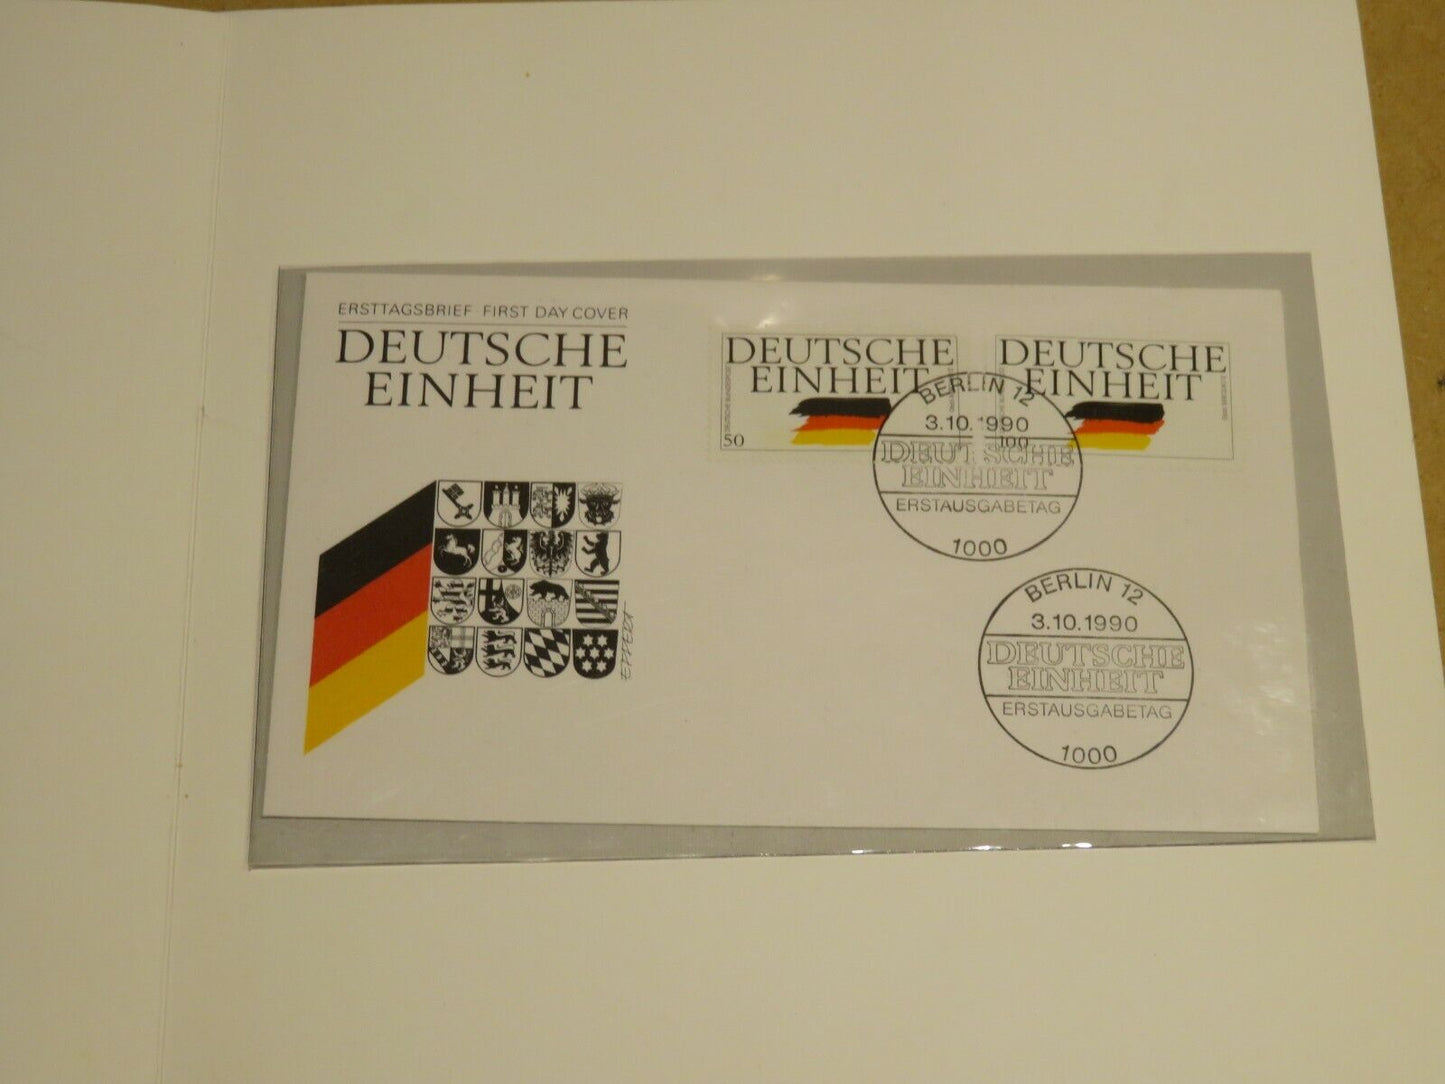 ERSTTAGSBRIEF FIRST DAY COVER
DEUTSCHE
EINHEIT
DEUTSCHE
EINHEIT
50
DEUTSCHE
EINHEIT
100
BERLIN 12
3.10.1990
DEUTSCHE
EINHEIT
ERSTAUSGABETAG
1000
BERLIN 12
3.10.1990
DEUTSCHE
EINHEIT
ERSTAUSGABETAG
1000